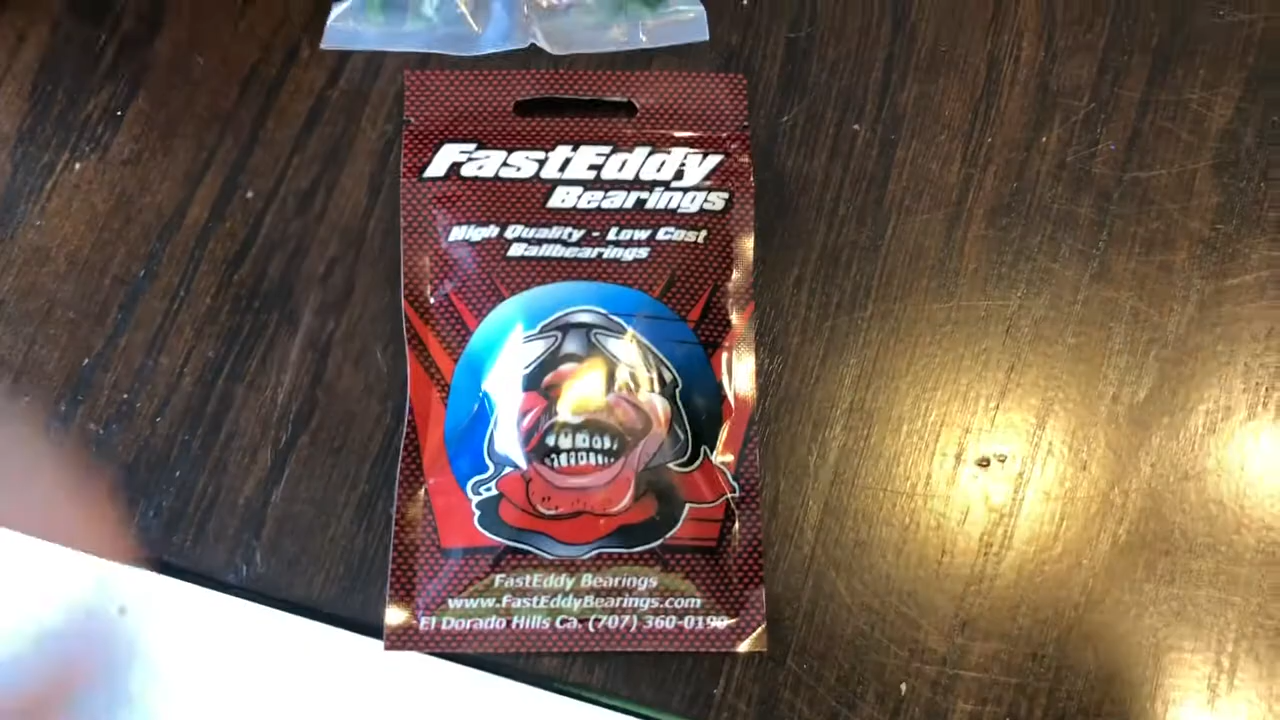 FastEddy
Bearings
High Quality - Low Cost
Ballbearings
FastEddy Bearings
www.FastEddyBearings.com
El Dorado Hills Ca. (707) 360-0190